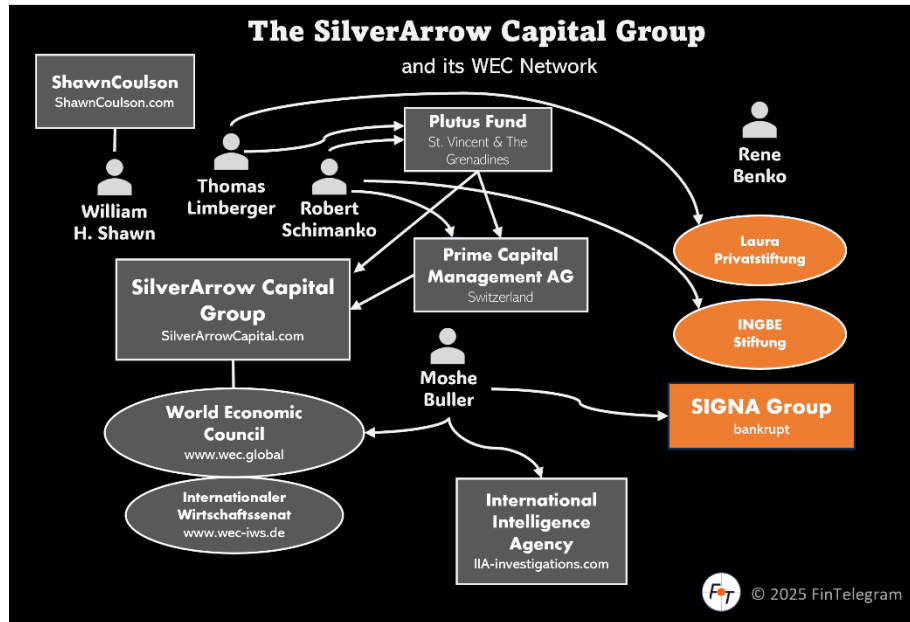 The SilverArrow Capital Group
and its WEC Network
ShawnCoulson
ShawnCoulson.com
William
H. Shawn
Thomas
Limberger
Robert
Schimanko
Plutus Fund
St. Vincent & The
Grenadines
Rene
Benko
Laura
Privatstiftung
Prime Capital
Management AG
Switzerland
SilverArrow Capital
Group
SilverArrowCapital.com
INGBE
Stiftung
Moshe
Buller
SIGNA Group
bankrupt
World Economic
Council
www.wec.global
Internationaler
Wirtschaftssenat
www.wec-iws.de
International
Intelligence
Agency
IIA-investigations.com
FT
© 2025 FinTelegram